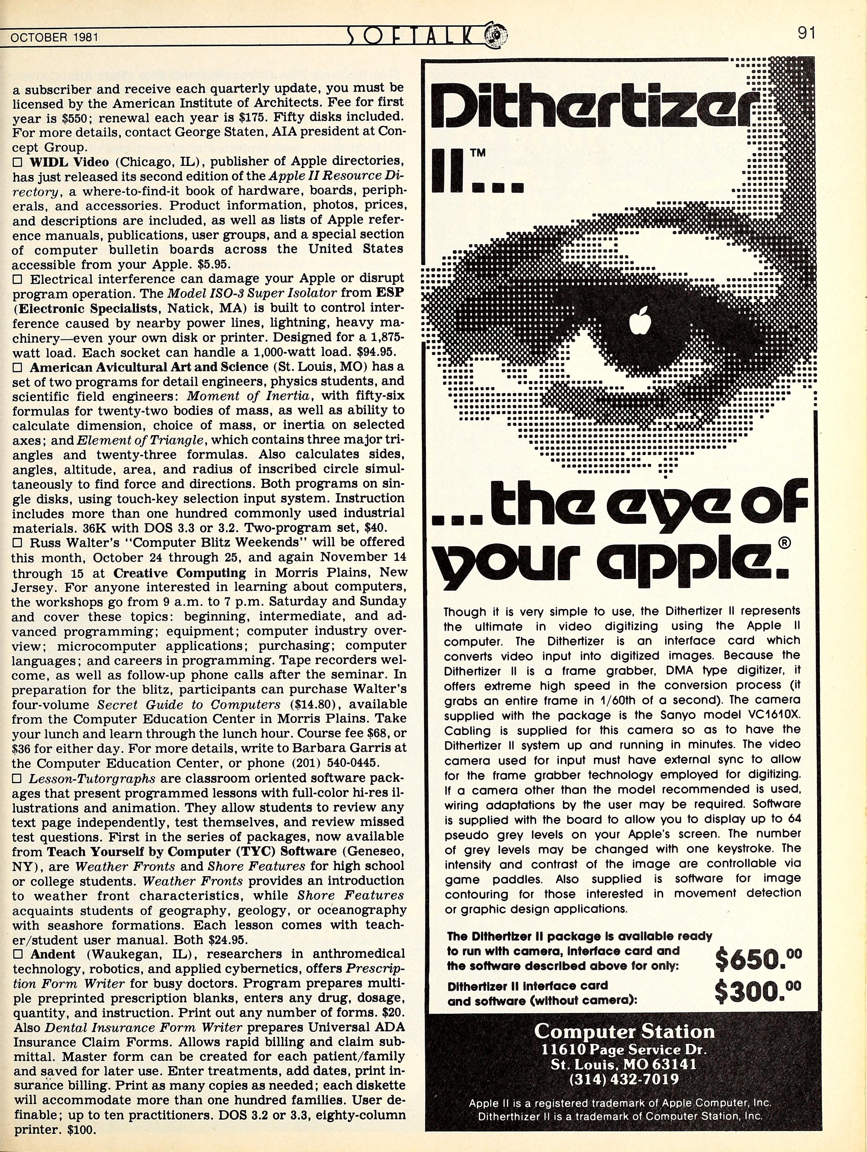 OCTOBER 1981
SOFTALK
91
a subscriber and receive each quarterly update, you must be
licensed by the American Institute of Architects. Fee for first
year is $550; renewal each year is $175. Fifty disks included.
For more details, contact George Staten, AIA president at Con-
cept Group.
□ WIDL Video (Chicago, IL), publisher of Apple directories,
has just released its second edition of the Apple II Resource Di-
rectory, a where-to-find-it book of hardware, boards, periph-
erals, and accessories. Product information, photos, prices,
and descriptions are included, as well as lists of Apple refer-
ence manuals, publications, user groups, and a special section
of computer bulletin boards across the United States
accessible from your Apple. $5.95.
□ Electrical interference can damage your Apple or disrupt
program operation. The Model ISO-3 Super Isolator from ESP
(Electronic Specialists, Natick, MA) is built to control inter-
ference caused by nearby power lines, lightning, heavy ma-
chinery—even your own disk or printer. Designed for a 1,875-
watt load. Each socket can handle a 1,000-watt load. $94.95.
□ American Avicultural Art and Science (St. Louis, MO) has a
set of two programs for detail engineers, physics students, and
scientific field engineers: Moment of Inertia, with fifty-six
formulas for twenty-two bodies of mass, as well as ability to
calculate dimension, choice of mass, or inertia on selected
axes; and Element of Triangle, which contains three major tri-
angles and twenty-three formulas. Also calculates sides,
angles, altitude, area, and radius of inscribed circle simul-
taneously to find force and directions. Both programs on sin-
gle disks, using touch-key selection input system. Instruction
includes more than one hundred commonly used industrial
materials. 36K with DOS 3.3 or 3.2. Two-program set, $40.
□ Russ Walter's "Computer Blitz Weekends" will be offered
this month, October 24 through 25, and again November 14
through 15 at Creative Computing in Morris Plains, New
Jersey. For anyone interested in learning about computers,
the workshops go from 9 a.m. to 7 p.m. Saturday and Sunday
and cover these topics: beginning, intermediate, and ad-
vanced programming; equipment; computer industry over-
view; microcomputer applications; purchasing; computer
languages; and careers in programming. Tape recorders wel-
come, as well as follow-up phone calls after the seminar. In
preparation for the blitz, participants can purchase Walter's
four-volume Secret Guide to Computers ($14.80), available
from the Computer Education Center in Morris Plains. Take
your lunch and learn through the lunch hour. Course fee $68, or
$36 for either day. For more details, write to Barbara Garris at
the Computer Education Center, or phone (201) 540-0445.
□ Lesson-Tutorgraphs are classroom oriented software pack-
ages that present programmed lessons with full-color hi-res il-
lustrations and animation. They allow students to review any
text page independently, test themselves, and review missed
test questions. First in the series of packages, now available
from Teach Yourself by Computer (TYC) Software (Geneseo,
NY), are Weather Fronts and Shore Features for high school
or college students. Weather Fronts provides an introduction
to weather front characteristics, while Shore Features
acquaints students of geography, geology, or oceanography
with seashore formations. Each lesson comes with teach-
er/student user manual. Both $24.95.
□ Andent (Waukegan, IL), researchers in anthromedical
technology, robotics, and applied cybernetics, offers Prescrip-
tion Form Writer for busy doctors. Program prepares multi-
ple preprinted prescription blanks, enters any drug, dosage,
quantity, and instruction. Print out any number of forms. $20.
Also Dental Insurance Form Writer prepares Universal ADA
Insurance Claim Forms. Allows rapid billing and claim sub-
mittal. Master form can be created for each patient/family
and saved for later use. Enter treatments, add dates, print in-
surance billing. Print as many copies as needed; each diskette
will accommodate more than one hundred families. User de-
finable; up to ten practitioners. DOS 3.2 or 3.3, eighty-column
printer. $100.
Dithertizer
II™...
...the eye of
your apple.®
Though it is very simple to use, the Dithertizer II represents
the ultimate in video digitizing using the Apple II
computer. The Dithertizer is an interface card which
converts video input into digitized images. Because the
Dithertizer II is a frame grabber, DMA type digitizer, it
offers extreme high speed in the conversion process (it
grabs an entire frame in 1/60th of a second). The camera
supplied with the package is the Sanyo model VC1610X.
Cabling is supplied for this camera so as to have the
Dithertizer II system up and running in minutes. The video
camera used for input must have external sync to allow
for the frame grabber technology employed for digitizing.
If a camera other than the model recommended is used,
wiring adaptations by the user may be required. Software
is supplied with the board to allow you to display up to 64
pseudo grey levels on your Apple's screen. The number
of grey levels may be changed with one keystroke. The
intensity and contrast of the image are controllable via
game paddles. Also supplied is software for image
contouring for those interested in movement detection
or graphic design applications.
The Dithertizer II package is available ready
to run with camera, interface card and
the software described above for only: $650.00
Dithertizer II interface card
and software (without camera): $300.00
Computer Station
11610 Page Service Dr.
St. Louis, MO 63141
(314) 432-7019
Apple II is a registered trademark of Apple Computer, Inc.
Ditherthizer II is a trademark of Computer Station, Inc.